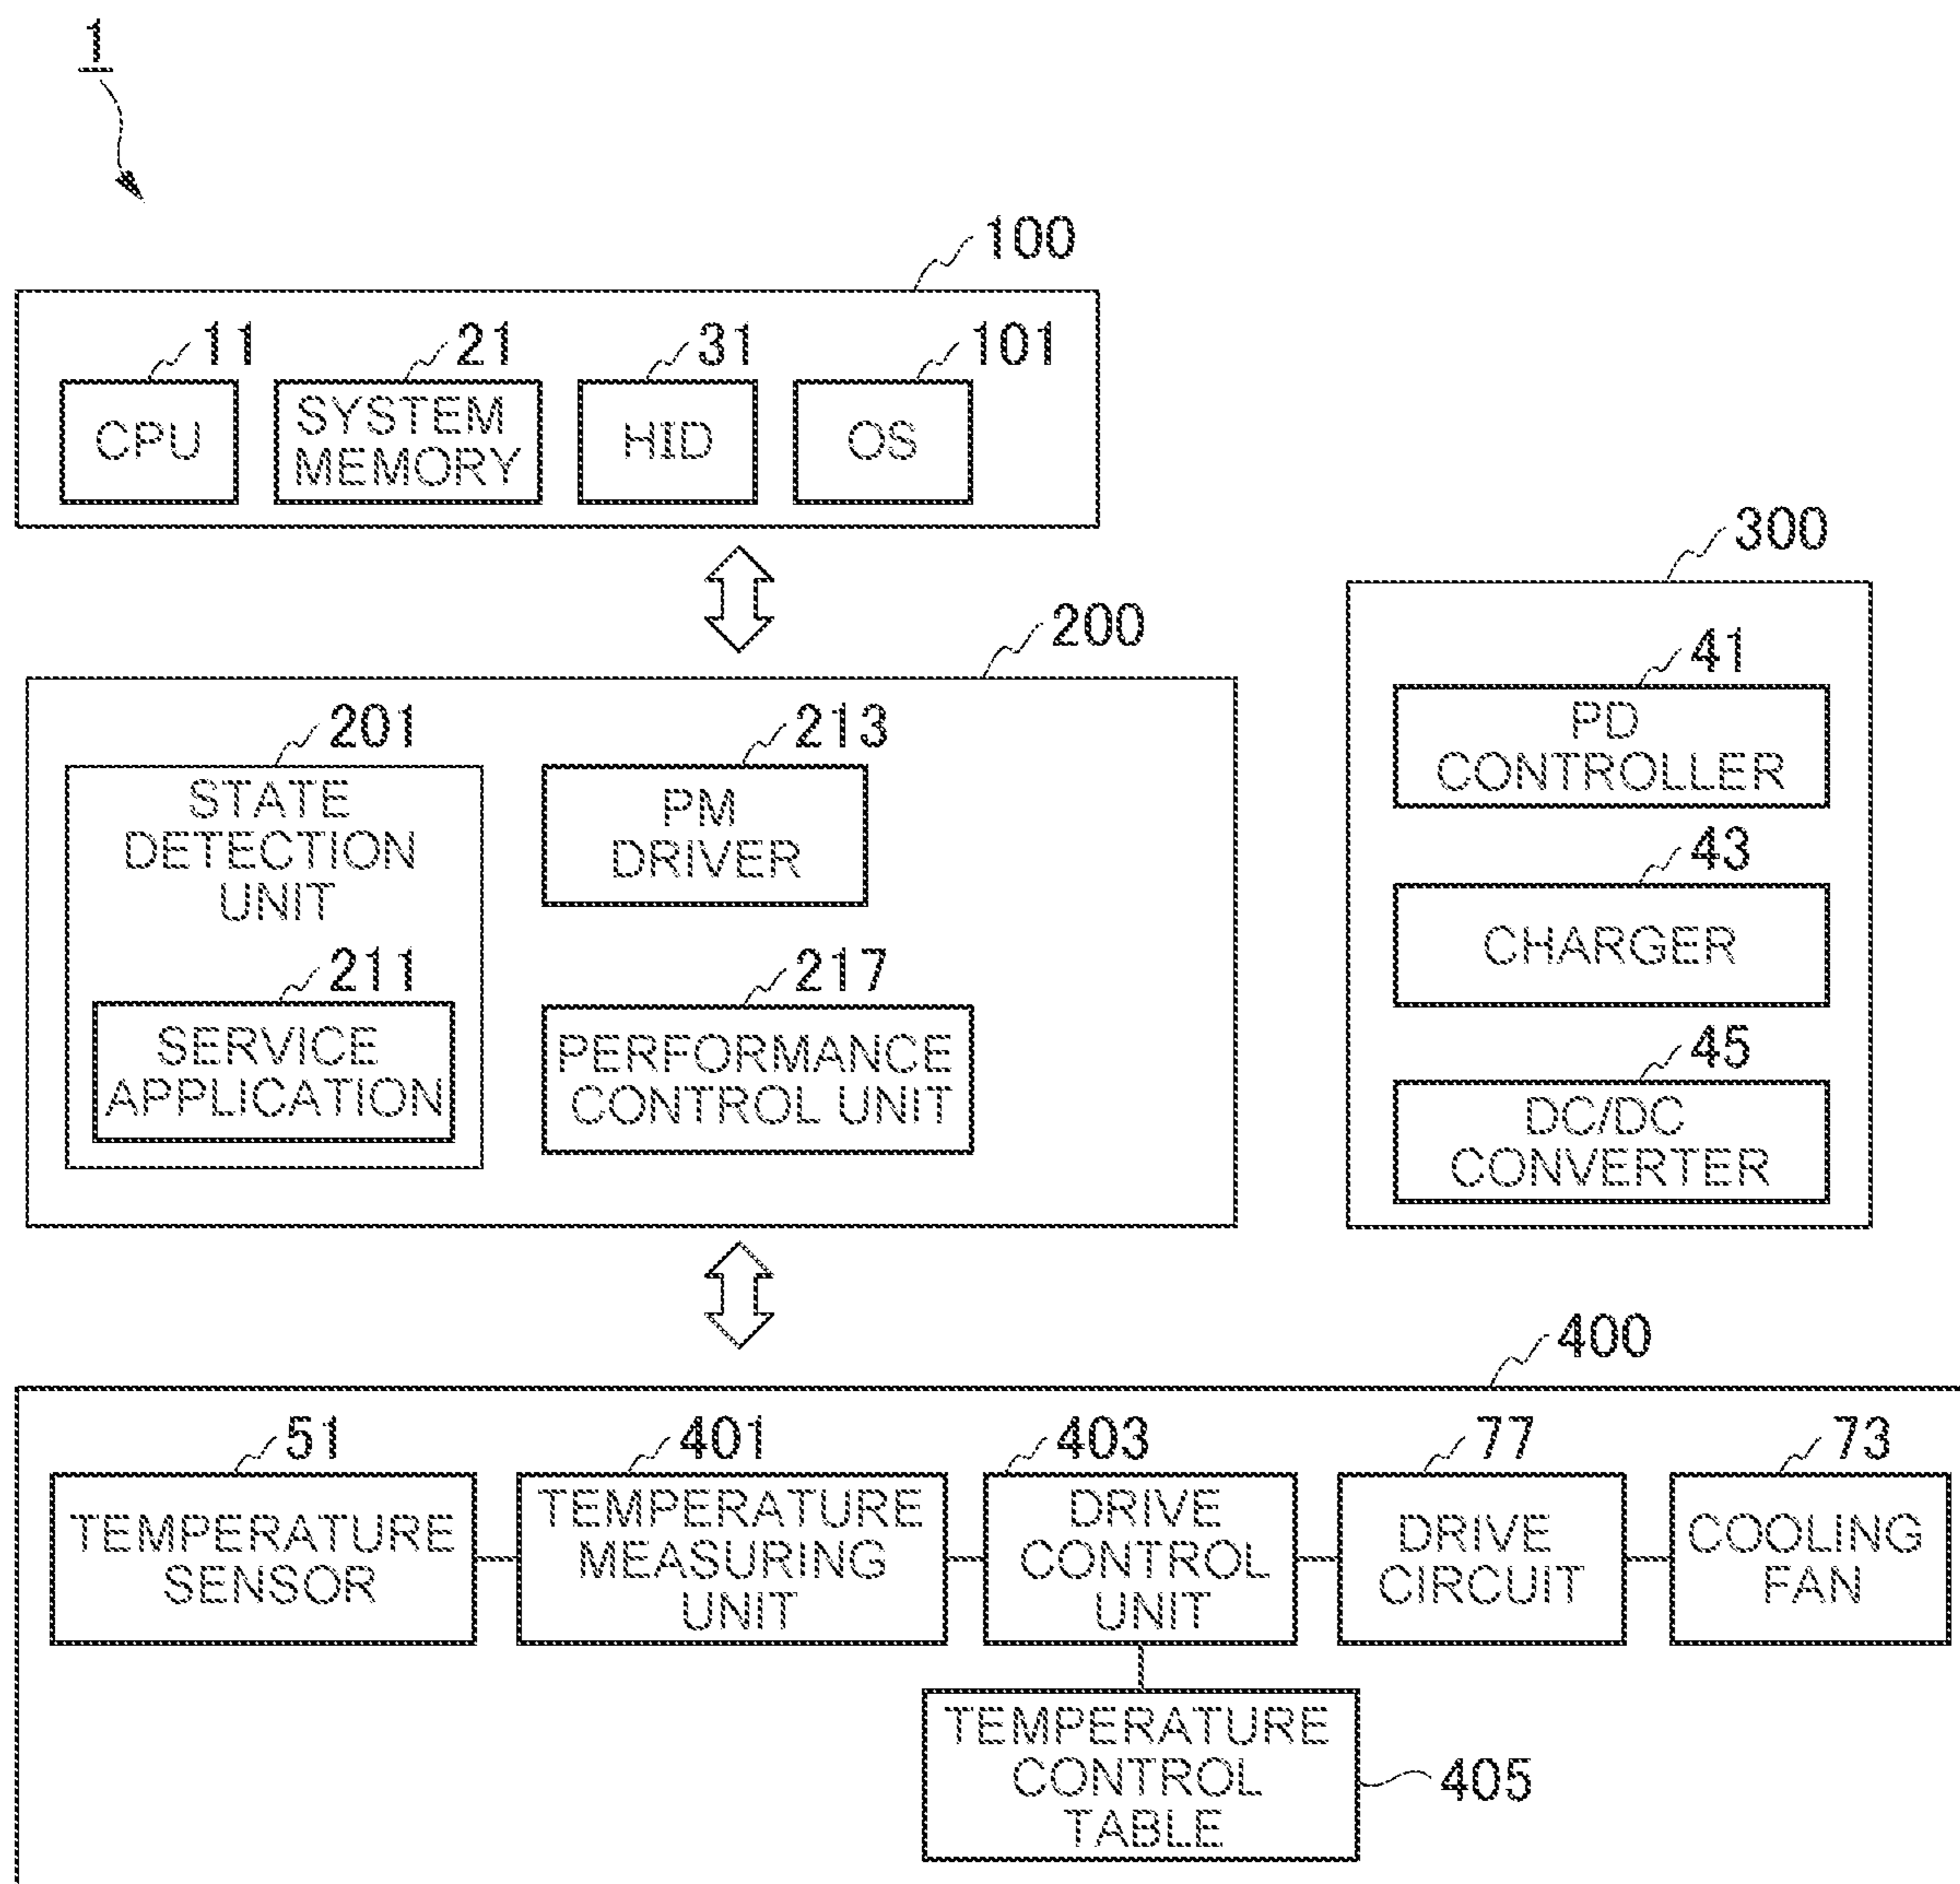 1
100
11
21
31
101
CPU
SYSTEM
MEMORY
HID
OS
300
41
PD
CONTROLLER
43
CHARGER
45
DC/DC
CONVERTER
200
201
STATE
DETECTION
UNIT
211
SERVICE
APPLICATION
213
PM
DRIVER
217
PERFORMANCE
CONTROL UNIT
400
51
TEMPERATURE
SENSOR
401
TEMPERATURE
MEASURING
UNIT
403
DRIVE
CONTROL
UNIT
77
DRIVE
CIRCUIT
73
COOLING
FAN
TEMPERATURE
CONTROL
TABLE
405